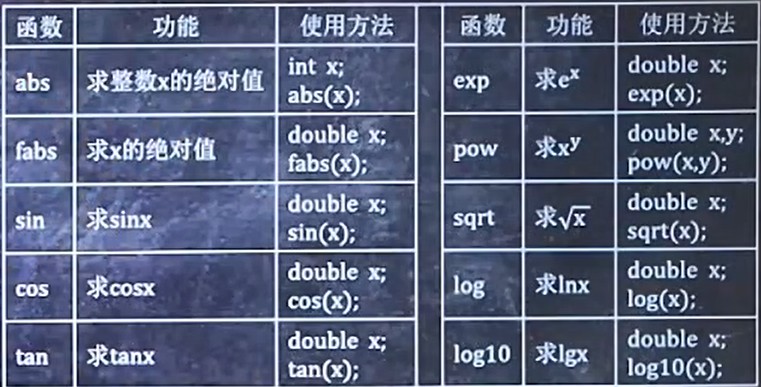 函数 功能 使用方法
abs 求整数x的绝对值 int x;
abs(x);
fabs 求x的绝对值 double x;
fabs(x);
sin 求sinx double x;
sin(x);
cos 求cosx double x;
cos(x);
tan 求tanx double x;
tan(x);
函数 功能 使用方法
exp 求eˣ double x;
exp(x);
pow 求xʸ double x,y;
pow(x,y);
sqrt 求√x double x;
sqrt(x);
log 求lnx double x;
log(x);
log10 求lgx double x;
log10(x);